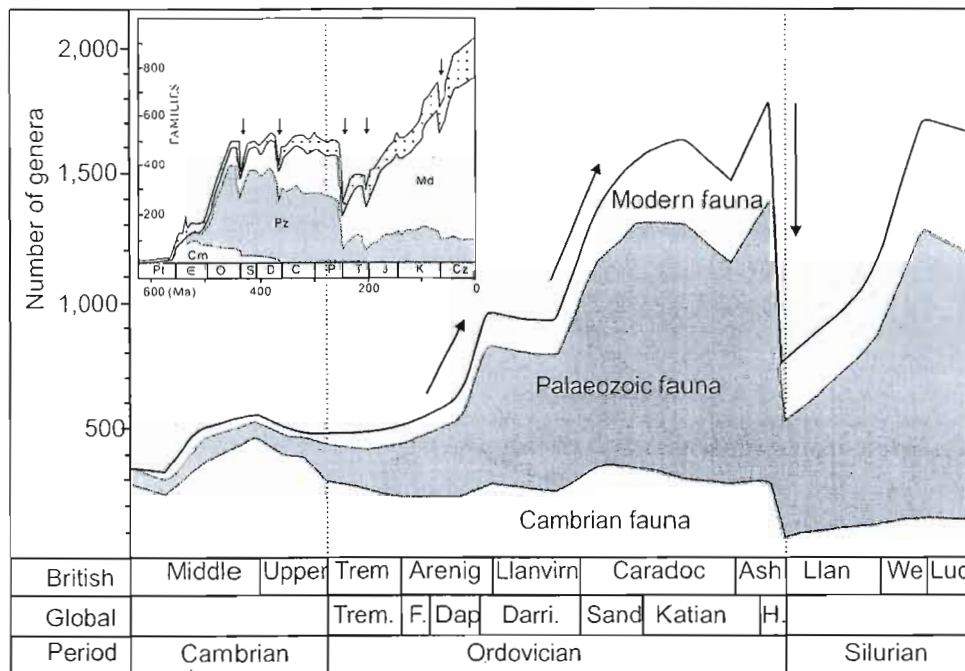 2,000
1,500
1,000
500
Number of genera
800
600
400
200
FAMILIES
Cm
Pz
Md
Pt Є O S D C P T J K Cz
600 (Ma) 400 200 0
Modern fauna
Palaeozoic fauna
Cambrian fauna
British Middle Upper Trem Arenig Llanvirn Caradoc Ash Llan We Lud
Global Trem. F. Dap Darri. Sand Katian H.
Period Cambrian Ordovician Silurian